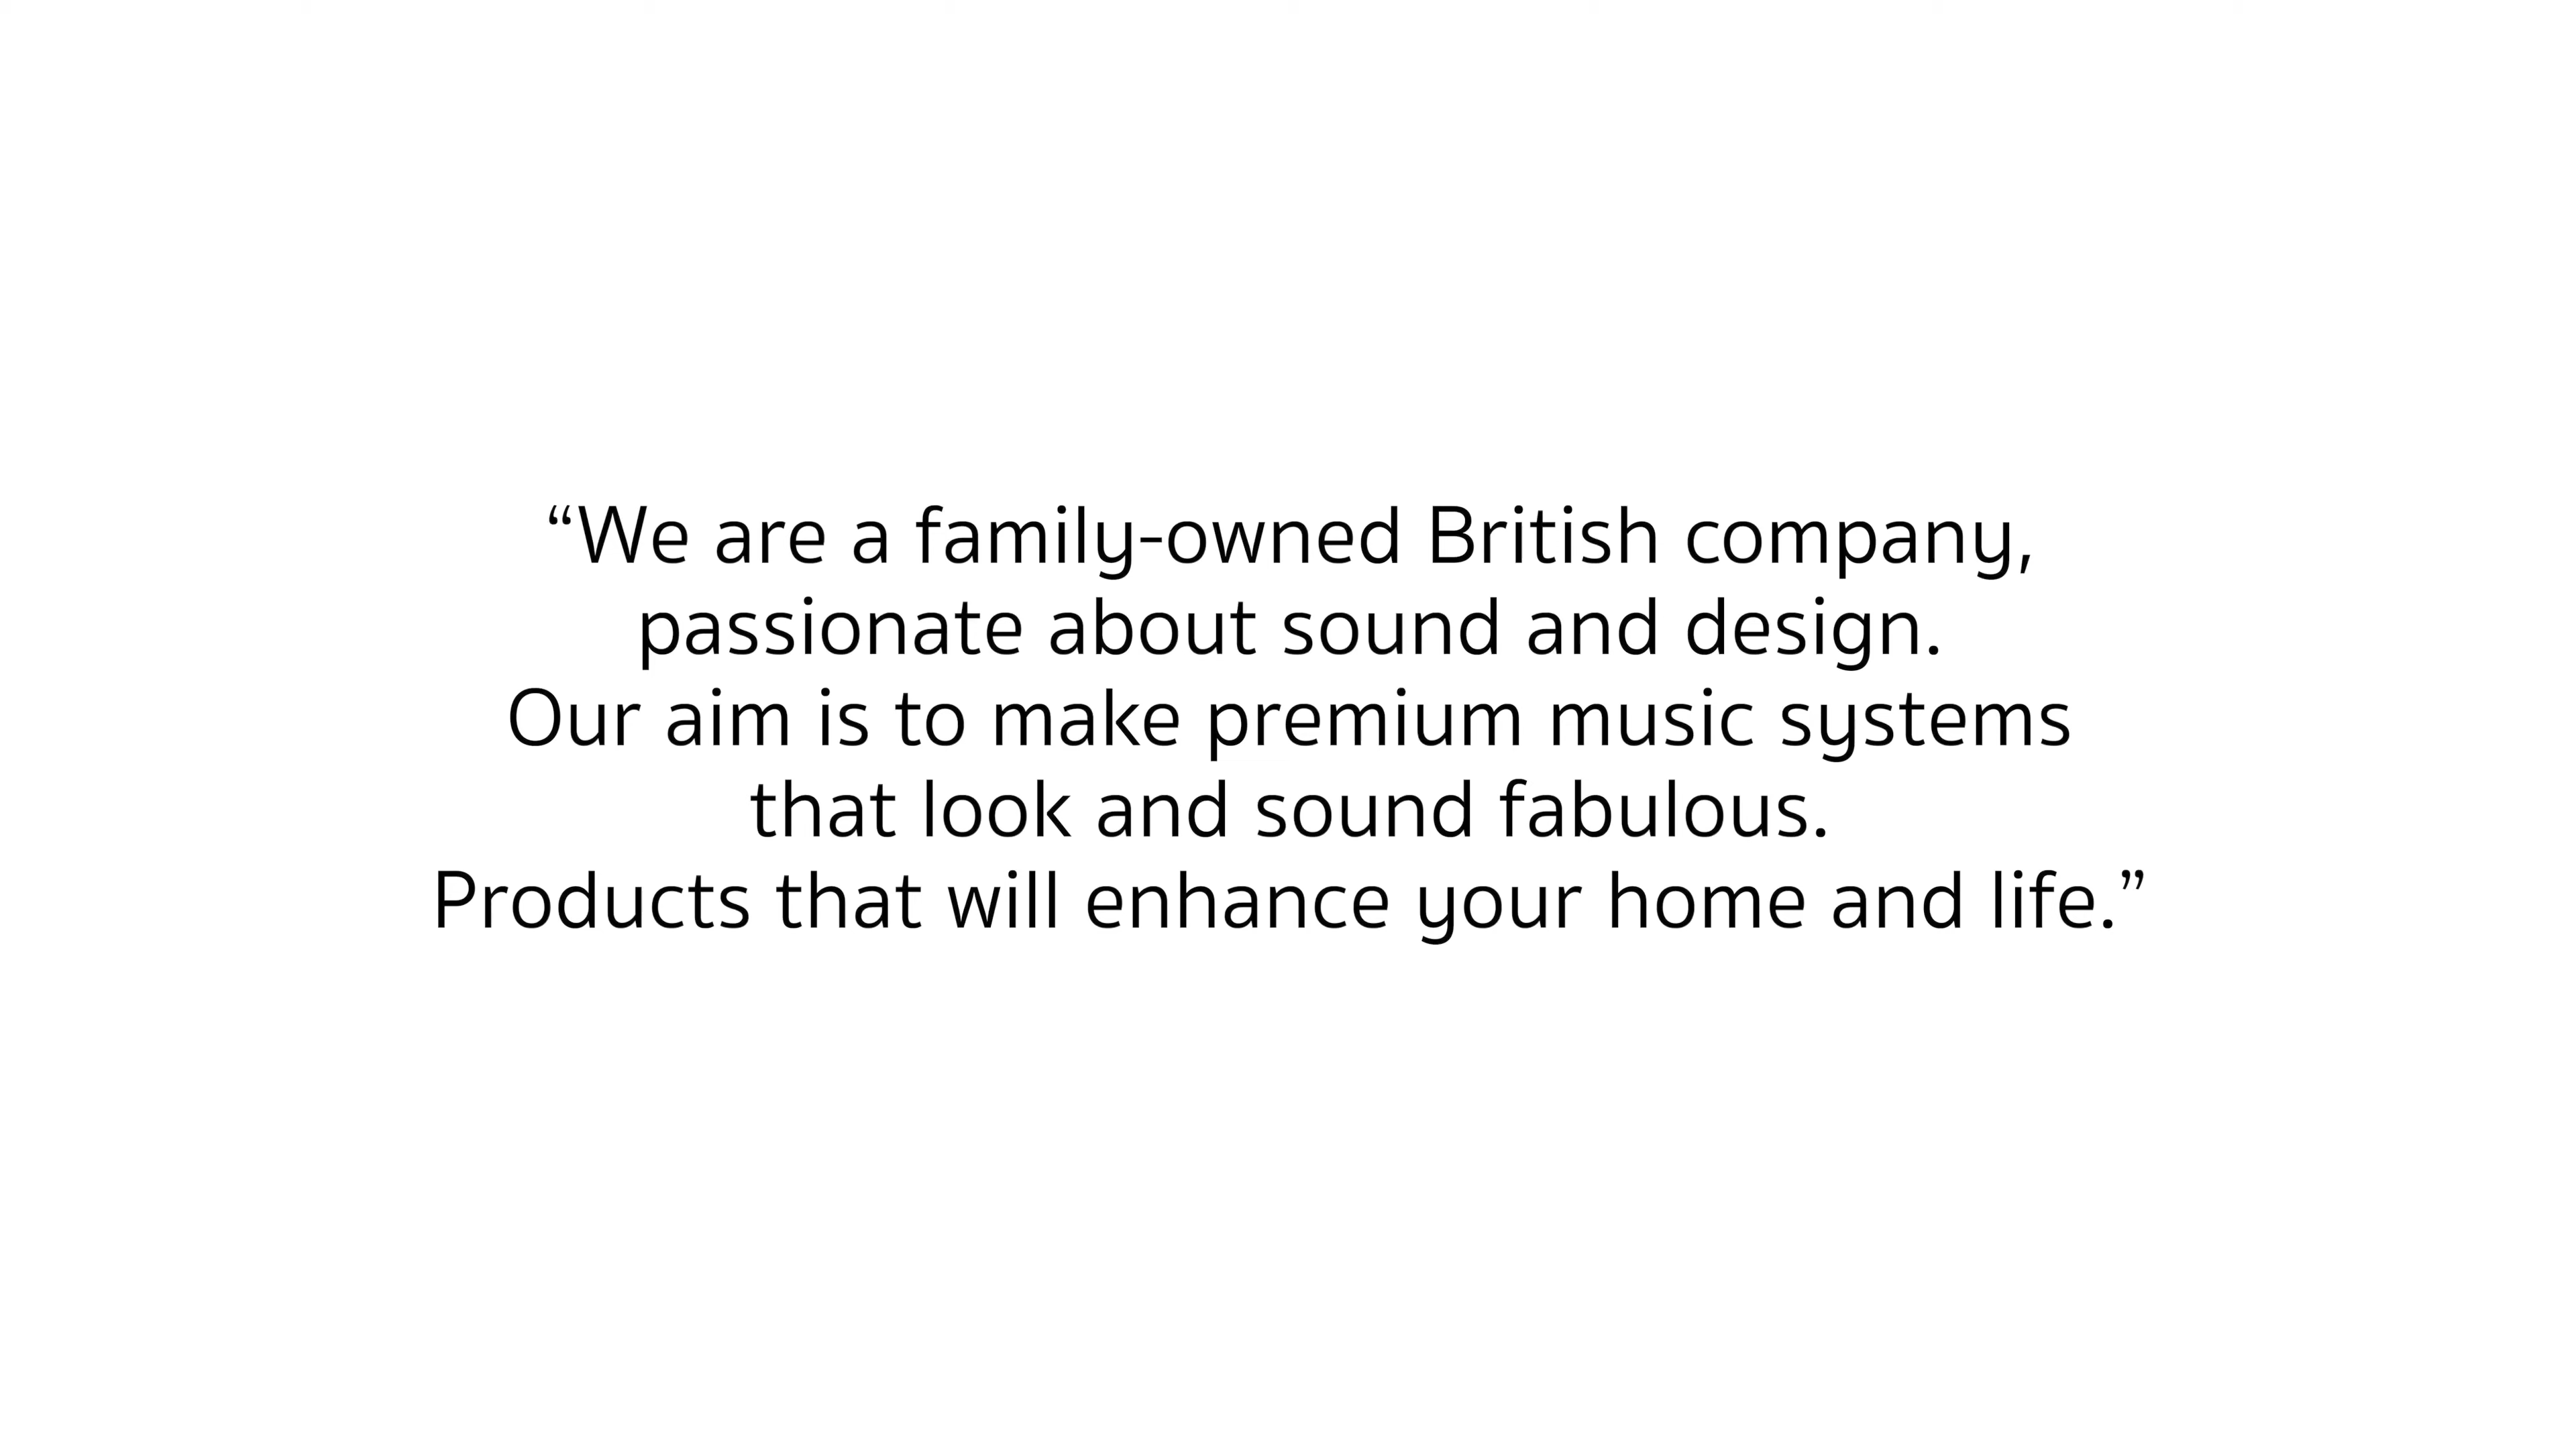 “We are a family-owned British company,
passionate about sound and design.
Our aim is to make premium music systems
that look and sound fabulous.
Products that will enhance your home and life.”